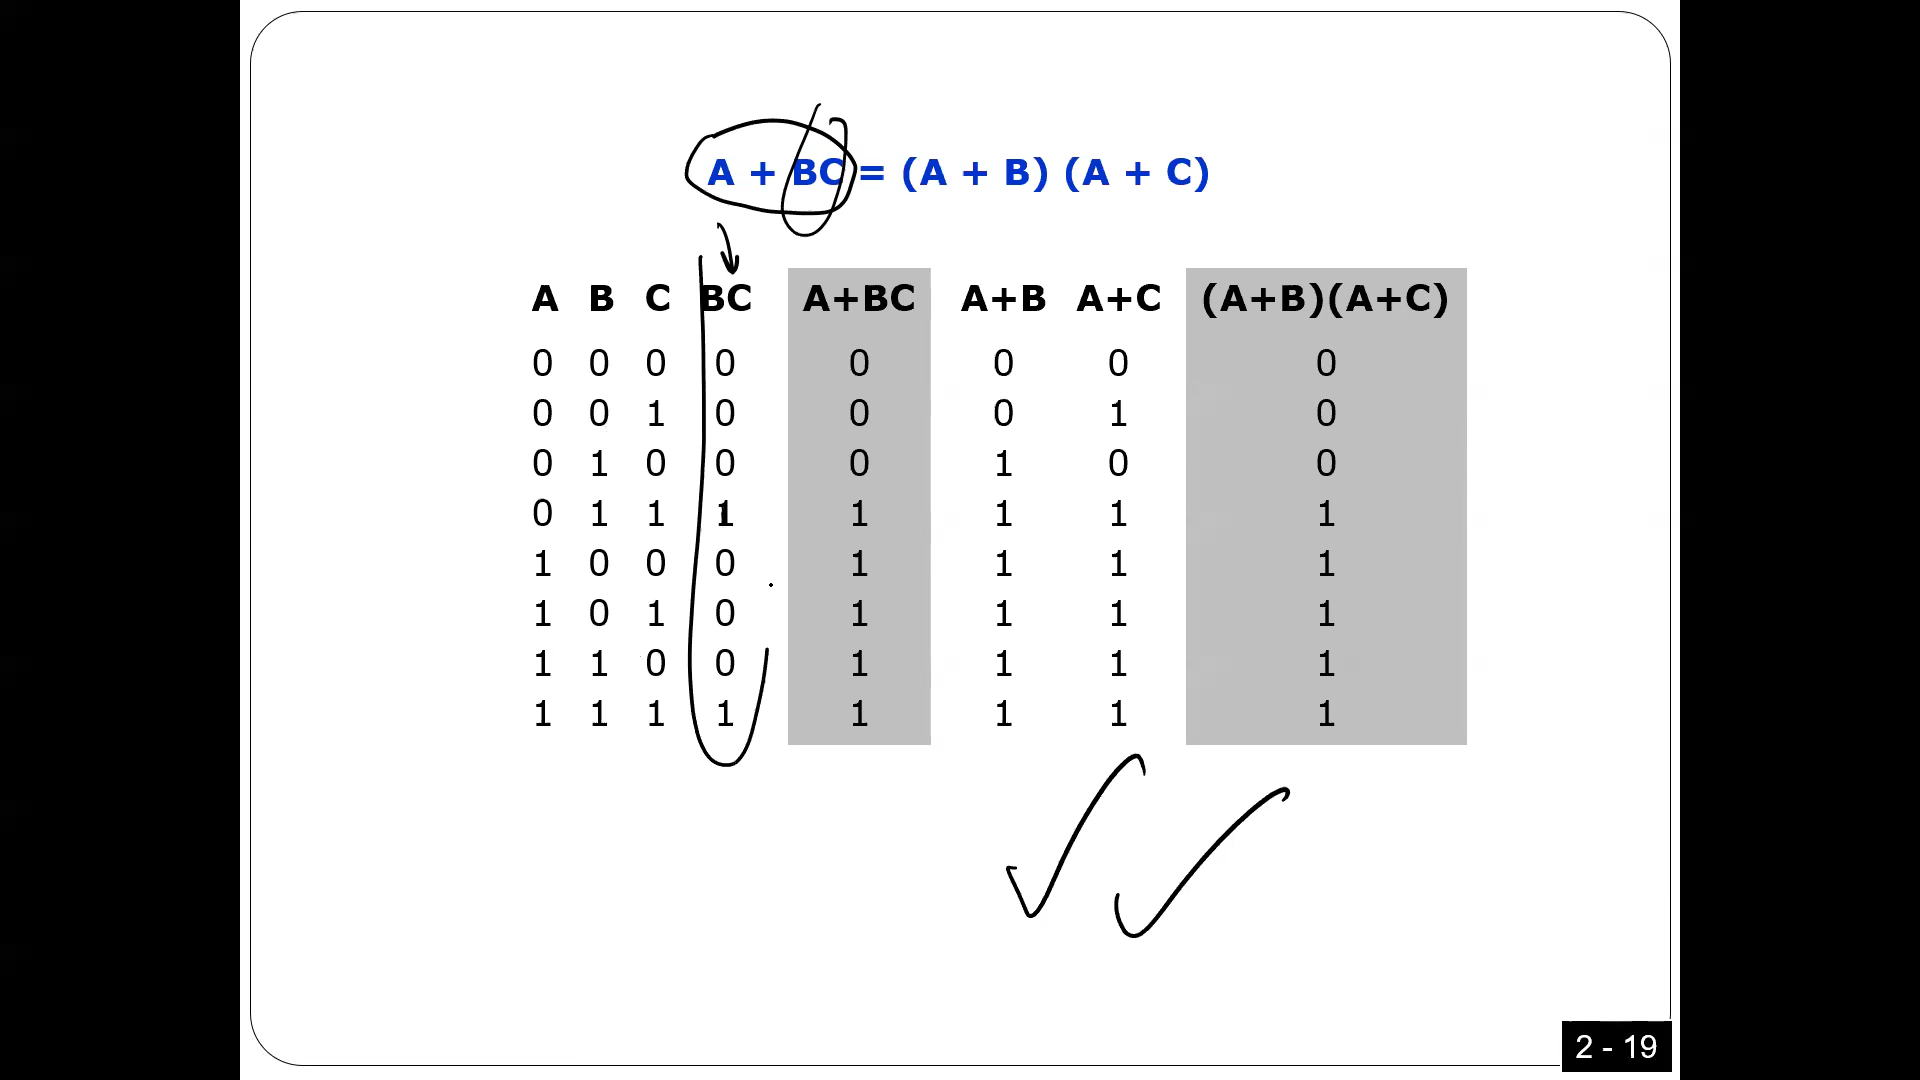 A + BC = (A + B) (A + C)
A B C BC A+BC A+B A+C (A+B)(A+C)
0 0 0 0 0 0 0 0
0 0 1 0 0 0 1 0
0 1 0 0 0 1 0 0
0 1 1 1 1 1 1 1
1 0 0 0 1 1 1 1
1 0 1 0 1 1 1 1
1 1 0 0 1 1 1 1
1 1 1 1 1 1 1 1
2 - 19